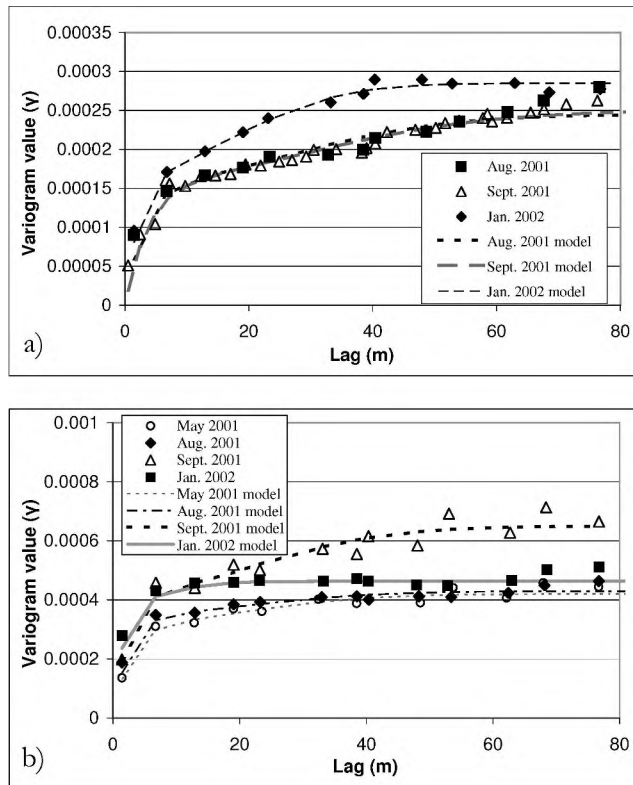 0.00035
0.0003
0.00025
0.0002
0.00015
0.0001
0.00005
0
Variogram value (γ)
0 20 40 60 80
Lag (m)
Aug. 2001
Sept. 2001
Jan. 2002
Aug. 2001 model
Sept. 2001 model
Jan. 2002 model
a)
0.001
0.0008
0.0006
0.0004
0.0002
0
Variogram value (γ)
May 2001
Aug. 2001
Sept. 2001
Jan. 2002
May 2001 model
Aug. 2001 model
Sept. 2001 model
Jan. 2002 model
0 20 40 60 80
Lag (m)
b)